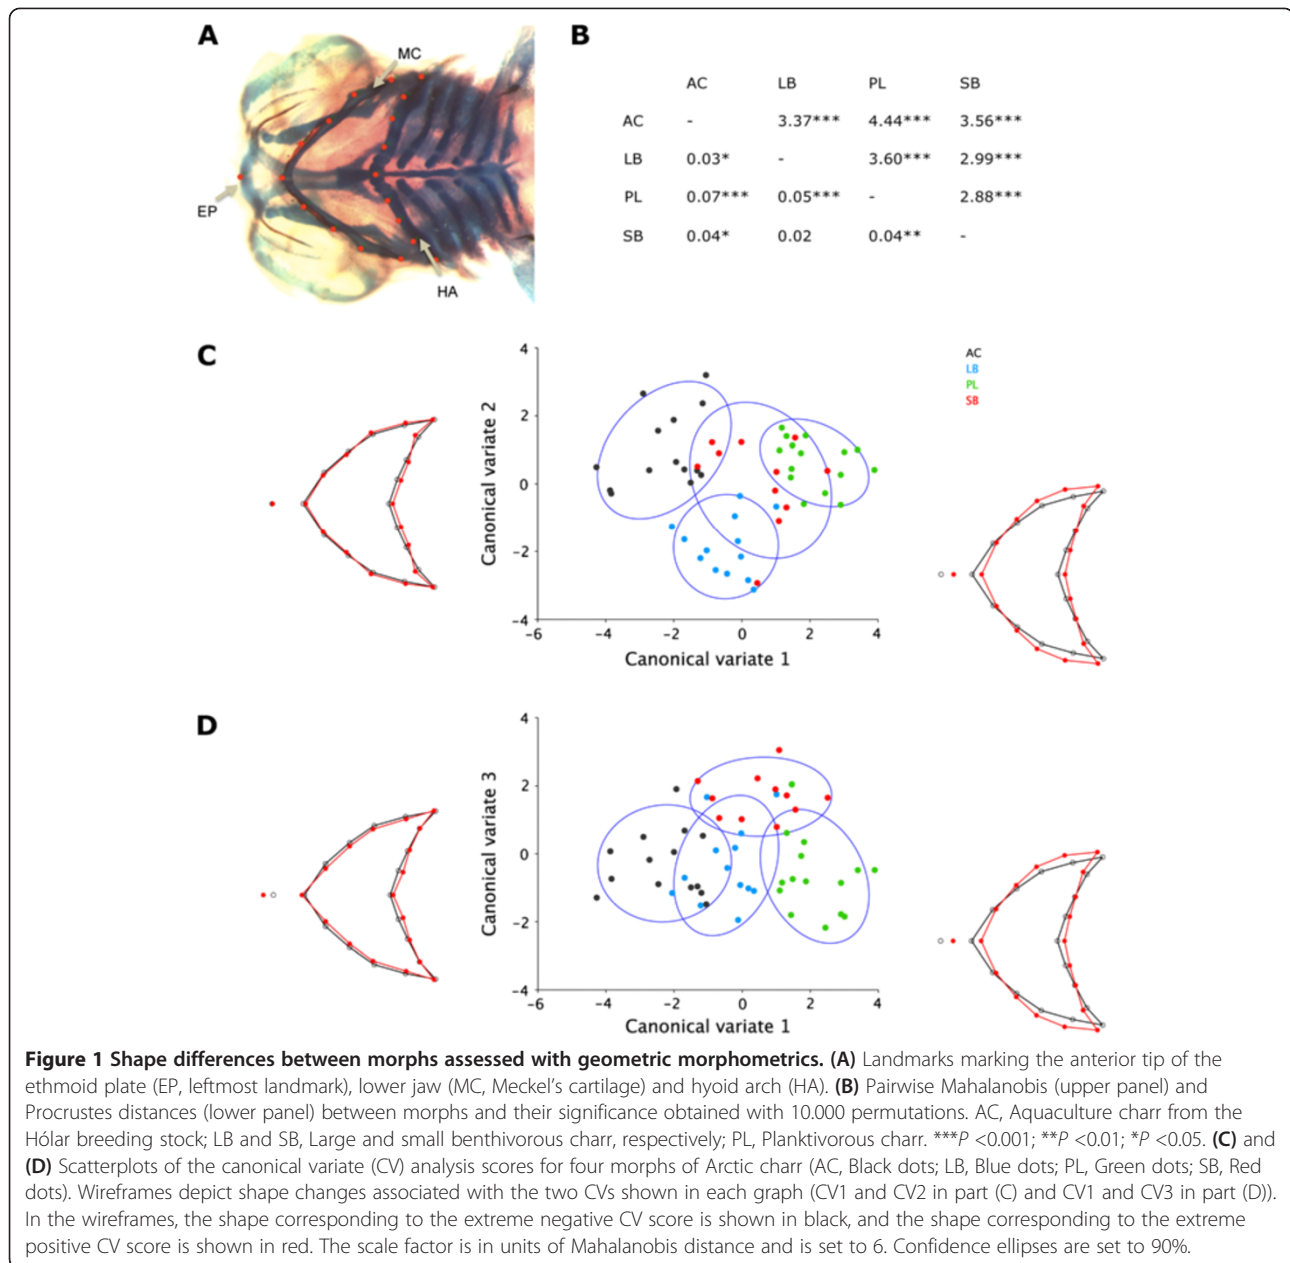 A
MC
EP
HA
B
AC LB PL SB
AC - 3.37*** 4.44*** 3.56***
LB 0.03* - 3.60*** 2.99***
PL 0.07*** 0.05*** - 2.88***
SB 0.04* 0.02 0.04** -
C
4
2
0
-2
-4
Canonical variate 2
-6 -4 -2 0 2 4
Canonical variate 1
AC
LB
PL
SB
D
4
2
0
-2
-4
Canonical variate 3
-6 -4 -2 0 2 4
Canonical variate 1
Figure 1 Shape differences between morphs assessed with geometric morphometrics. (A) Landmarks marking the anterior tip of the
ethmoid plate (EP, leftmost landmark), lower jaw (MC, Meckel's cartilage) and hyoid arch (HA). (B) Pairwise Mahalanobis (upper panel) and
Procrustes distances (lower panel) between morphs and their significance obtained with 10.000 permutations. AC, Aquaculture charr from the
Hólar breeding stock; LB and SB, Large and small benthivorous charr, respectively; PL, Planktivorous charr. ***P <0.001; **P <0.01; *P <0.05. (C) and
(D) Scatterplots of the canonical variate (CV) analysis scores for four morphs of Arctic charr (AC, Black dots; LB, Blue dots; PL, Green dots; SB, Red
dots). Wireframes depict shape changes associated with the two CVs shown in each graph (CV1 and CV2 in part (C) and CV1 and CV3 in part (D)).
In the wireframes, the shape corresponding to the extreme negative CV score is shown in black, and the shape corresponding to the extreme
positive CV score is shown in red. The scale factor is in units of Mahalanobis distance and is set to 6. Confidence ellipses are set to 90%.